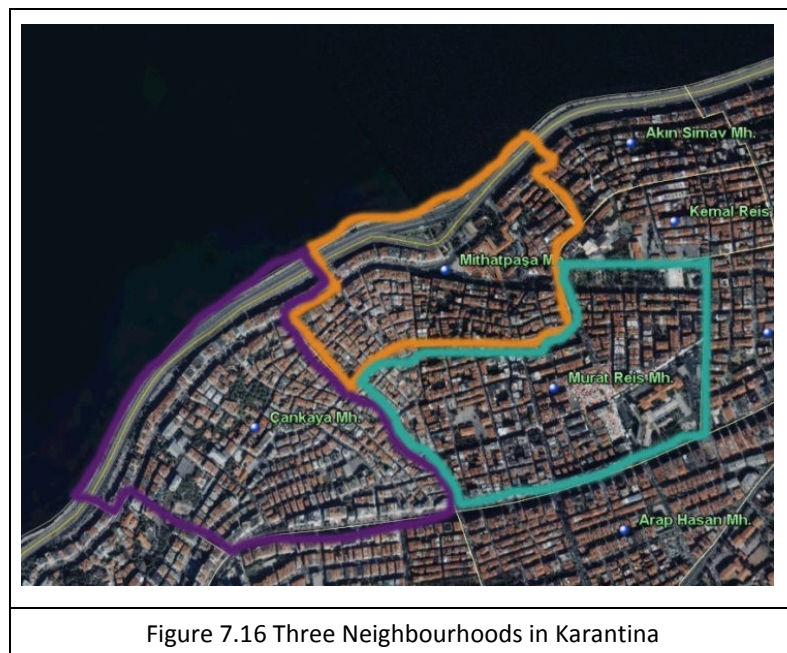 Akın Simav Mh.
Kemal Reis
Mithatpaşa M
Murat Reis Mh.
Çankaya Mh.
Arap Hasan Mh.
Figure 7.16 Three Neighbourhoods in Karantina